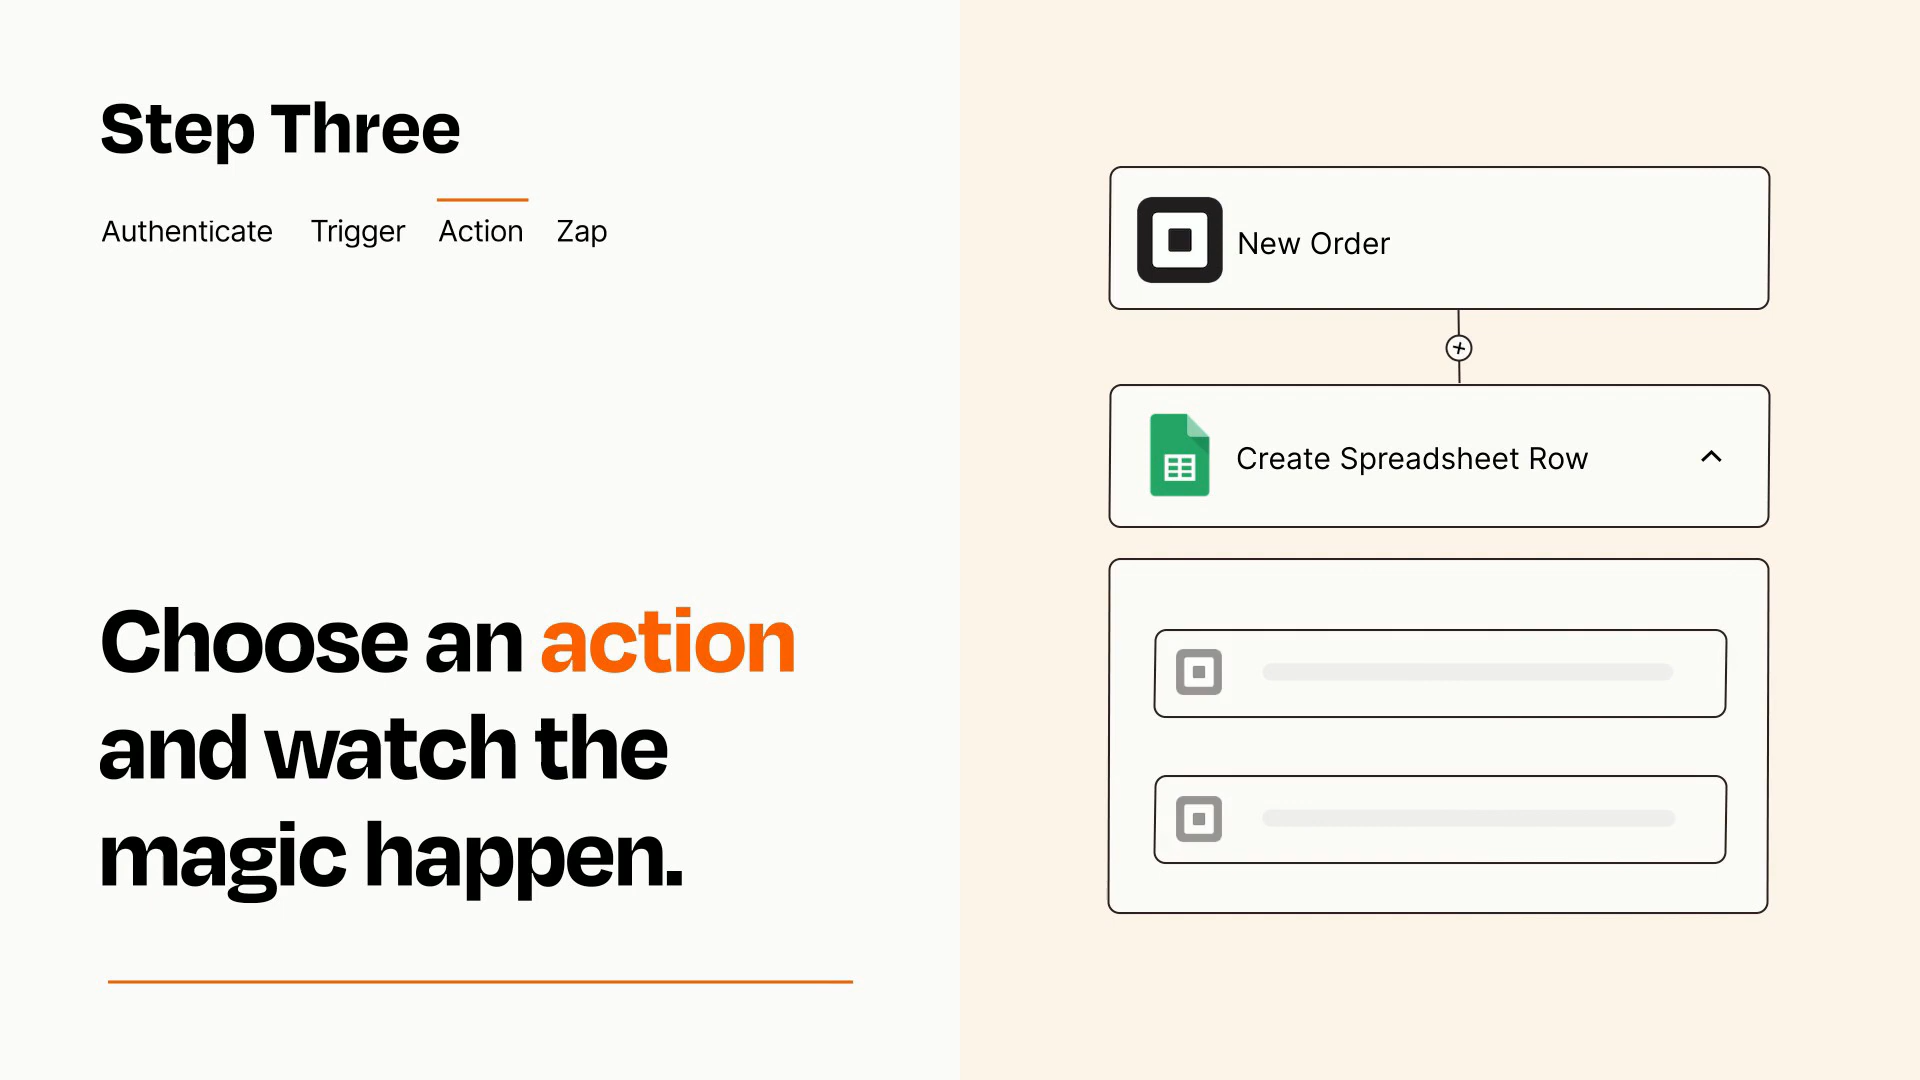 Step Three
Authenticate Trigger Action Zap
Choose an action
and watch the
magic happen.
New Order
Create Spreadsheet Row